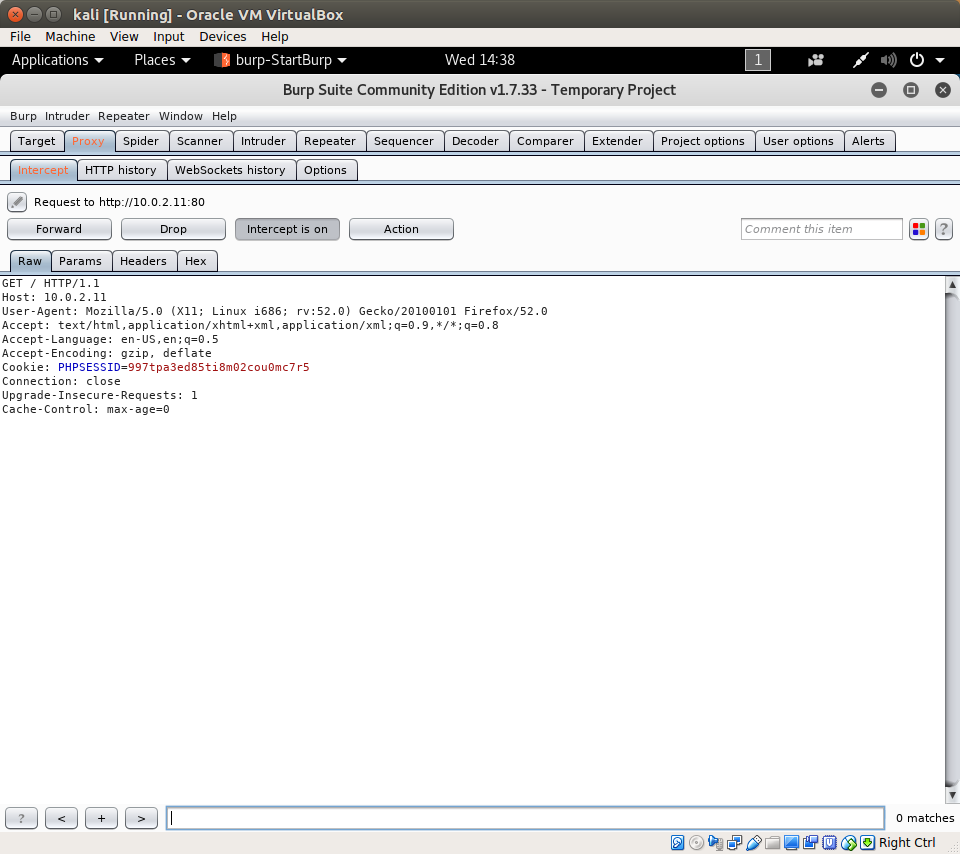 kali [Running] - Oracle VM VirtualBox
File Machine View Input Devices Help
Applications Places burp-StartBurp Wed 14:38 1
Burp Suite Community Edition v1.7.33 - Temporary Project
Burp Intruder Repeater Window Help
Target Proxy Spider Scanner Intruder Repeater Sequencer Decoder Comparer Extender Project options User options Alerts
Intercept HTTP history WebSockets history Options
Request to http://10.0.2.11:80
Forward Drop Intercept is on Action Comment this item ?
Raw Params Headers Hex
GET / HTTP/1.1
Host: 10.0.2.11
User-Agent: Mozilla/5.0 (X11; Linux i686; rv:52.0) Gecko/20100101 Firefox/52.0
Accept: text/html,application/xhtml+xml,application/xml;q=0.9,*/*;q=0.8
Accept-Language: en-US,en;q=0.5
Accept-Encoding: gzip, deflate
Cookie: PHPSESSID=997tpa3ed85ti8m02cou0mc7r5
Connection: close
Upgrade-Insecure-Requests: 1
Cache-Control: max-age=0
? < + > 0 matches
Right Ctrl